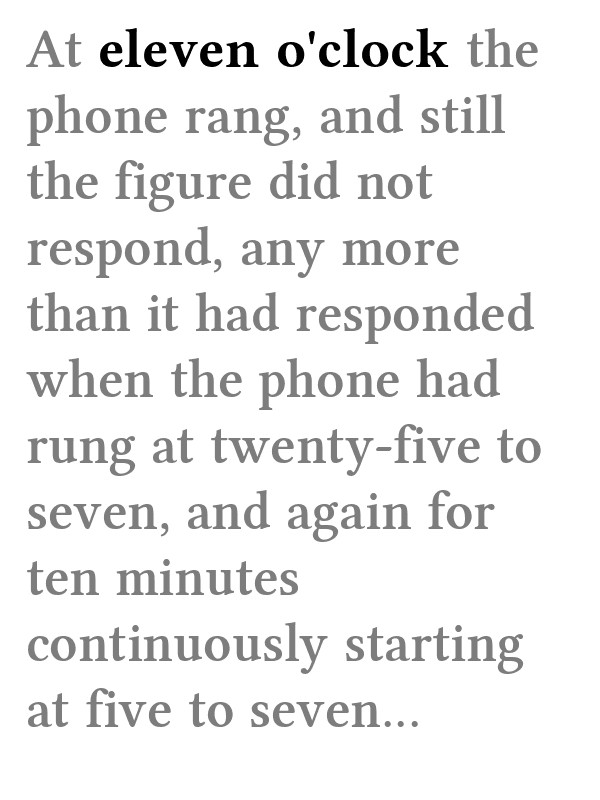 At eleven o'clock the
phone rang, and still
the figure did not
respond, any more
than it had responded
when the phone had
rung at twenty-five to
seven, and again for
ten minutes
continuously starting
at five to seven...